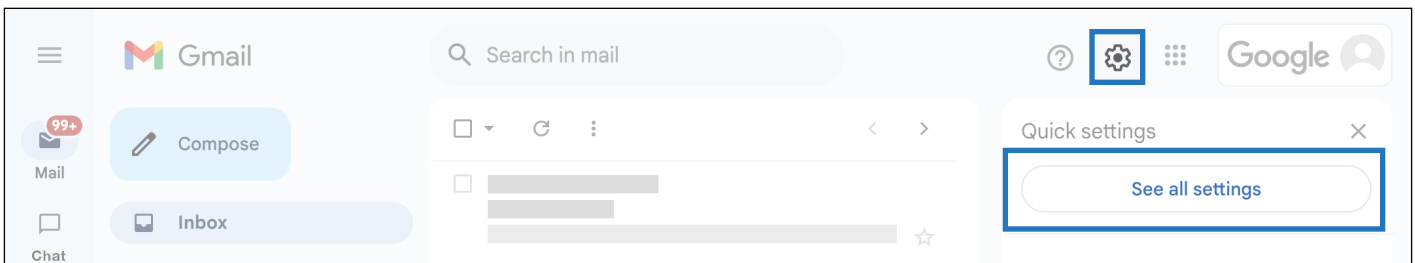 Gmail
Search in mail
Google
99+
Mail
Compose
Quick settings
See all settings
Inbox
Chat